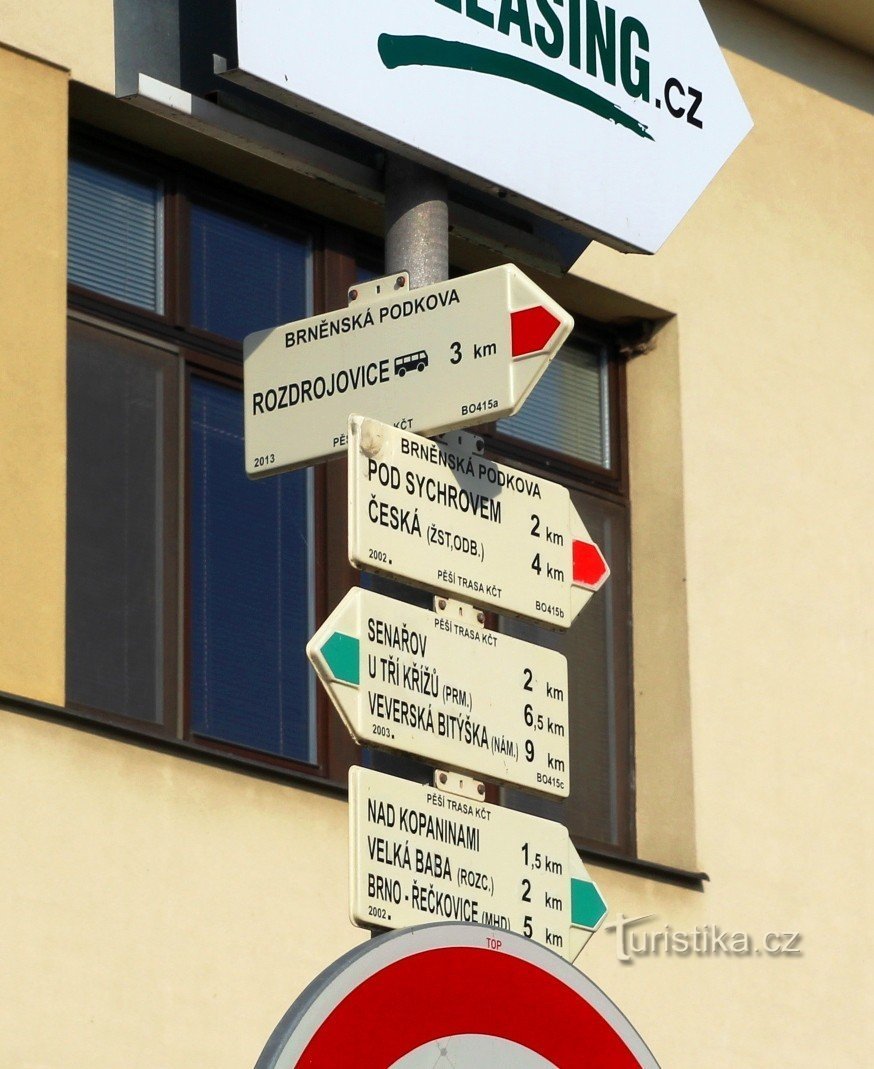 LEASING.CZ
BRNĚNSKÁ PODKOVA
ROZDROJOVICE 3 km
BO415a
2013 KČT
BRNĚNSKÁ PODKOVA
POD SYCHROVEM 2 km
ČESKÁ (ŽST,ODB.) 4 km
2002. PĚŠÍ TRASA KČT BO415b
PĚŠÍ TRASA KČT
SENAŘOV 2 km
U TŘÍ KŘÍŽŮ (PRM.) 6,5 km
VEVERSKÁ BITÝŠKA (NÁM.) 9 km
2003. BO415c
PĚŠÍ TRASA KČT
NAD KOPANINAMI 1,5 km
VELKÁ BABA (ROZC.) 2 km
BRNO - ŘEČKOVICE (MHD) 5 km
2002.
TOP
Turistika.cz